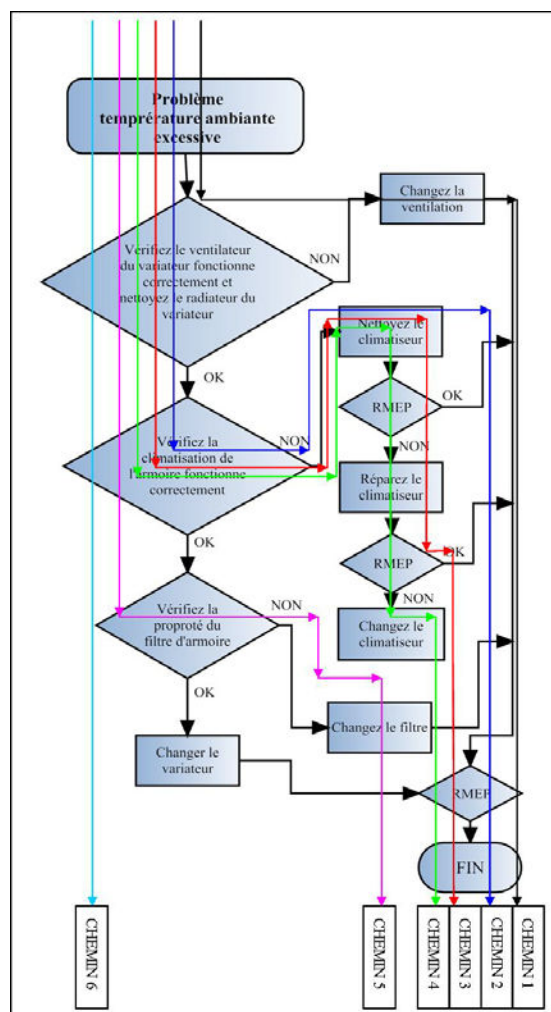 Problème
temprérature ambiante
excessive
Changez la
ventilation
NON
Vérifiez le ventilateur
du variateur fonctionne
correctement et
nettoyez le radiateur du
variateur
OK
Nettoyez le
climatiseur
NON
RMEP
OK
Vérifiez la
climatisation de
l'armoire fonctionne
correctement
NON
Réparez le
climatiseur
OK
RMEP
OK
NON
Vérifiez la
proproté du
filtre d'armoire
NON
Changez le
climatiseur
OK
Changez le filtre
Changer le
variateur
RMEP
FIN
CHEMIN 6
CHEMIN 5
CHEMIN 4
CHEMIN 3
CHEMIN 2
CHEMIN 1